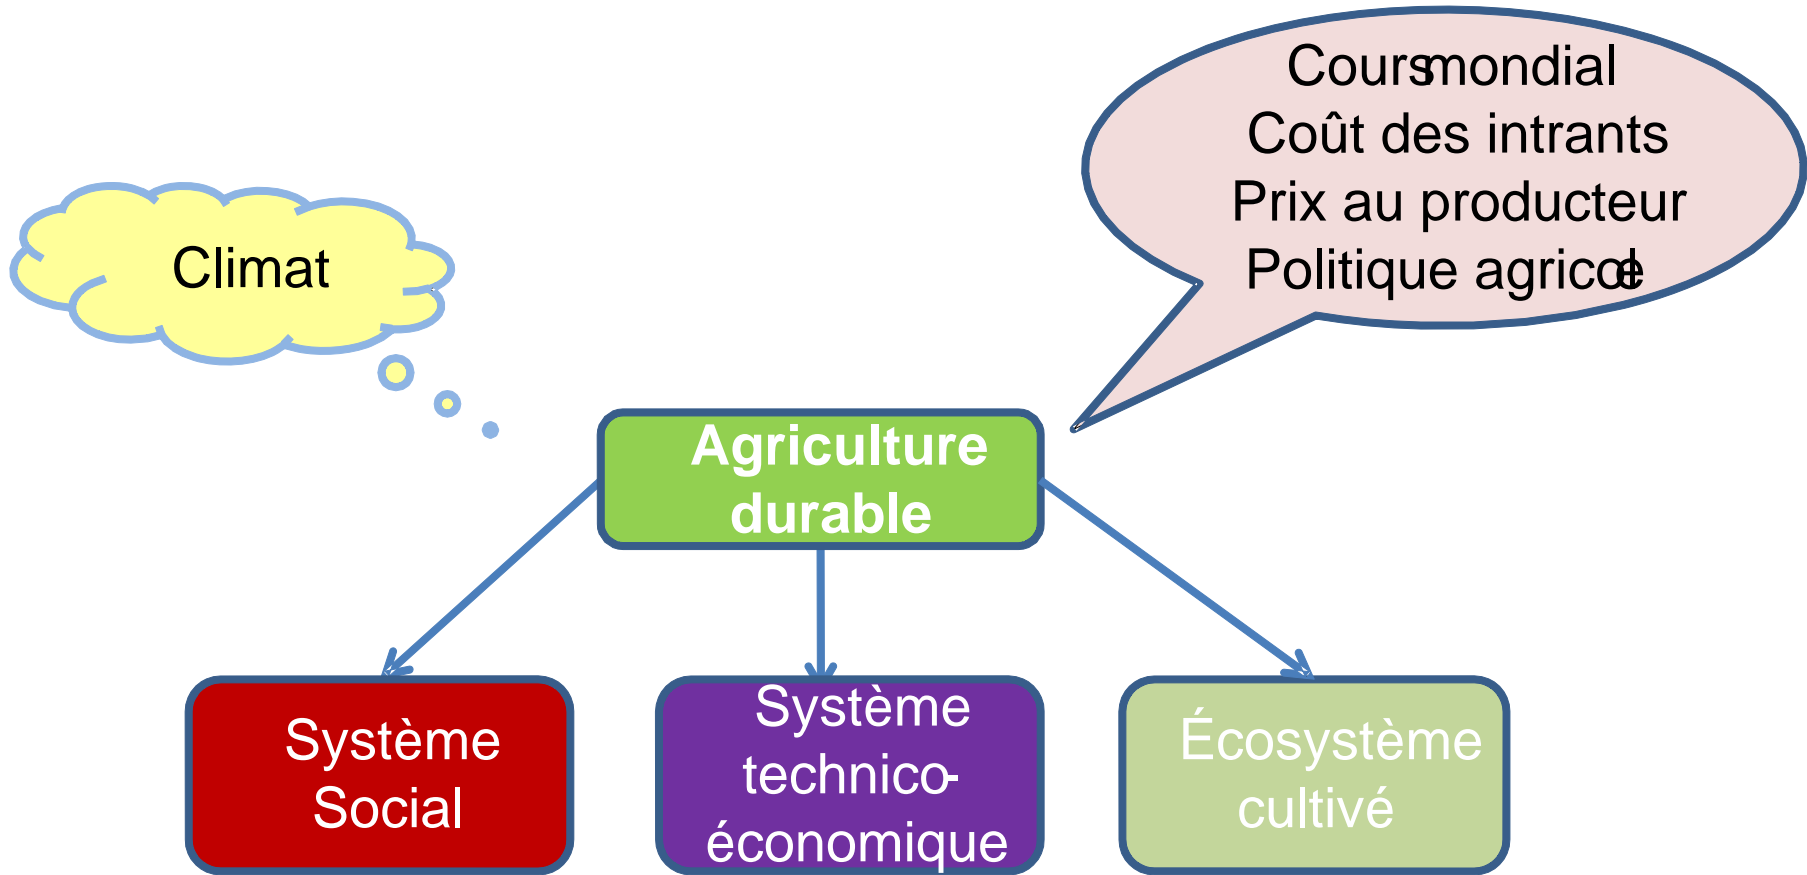 Cours mondial
Coût des intrants
Prix au producteur
Politique agricole
Climat
Agriculture
durable
Système
Social
Système
technico-
économique
Écosystème
cultivé